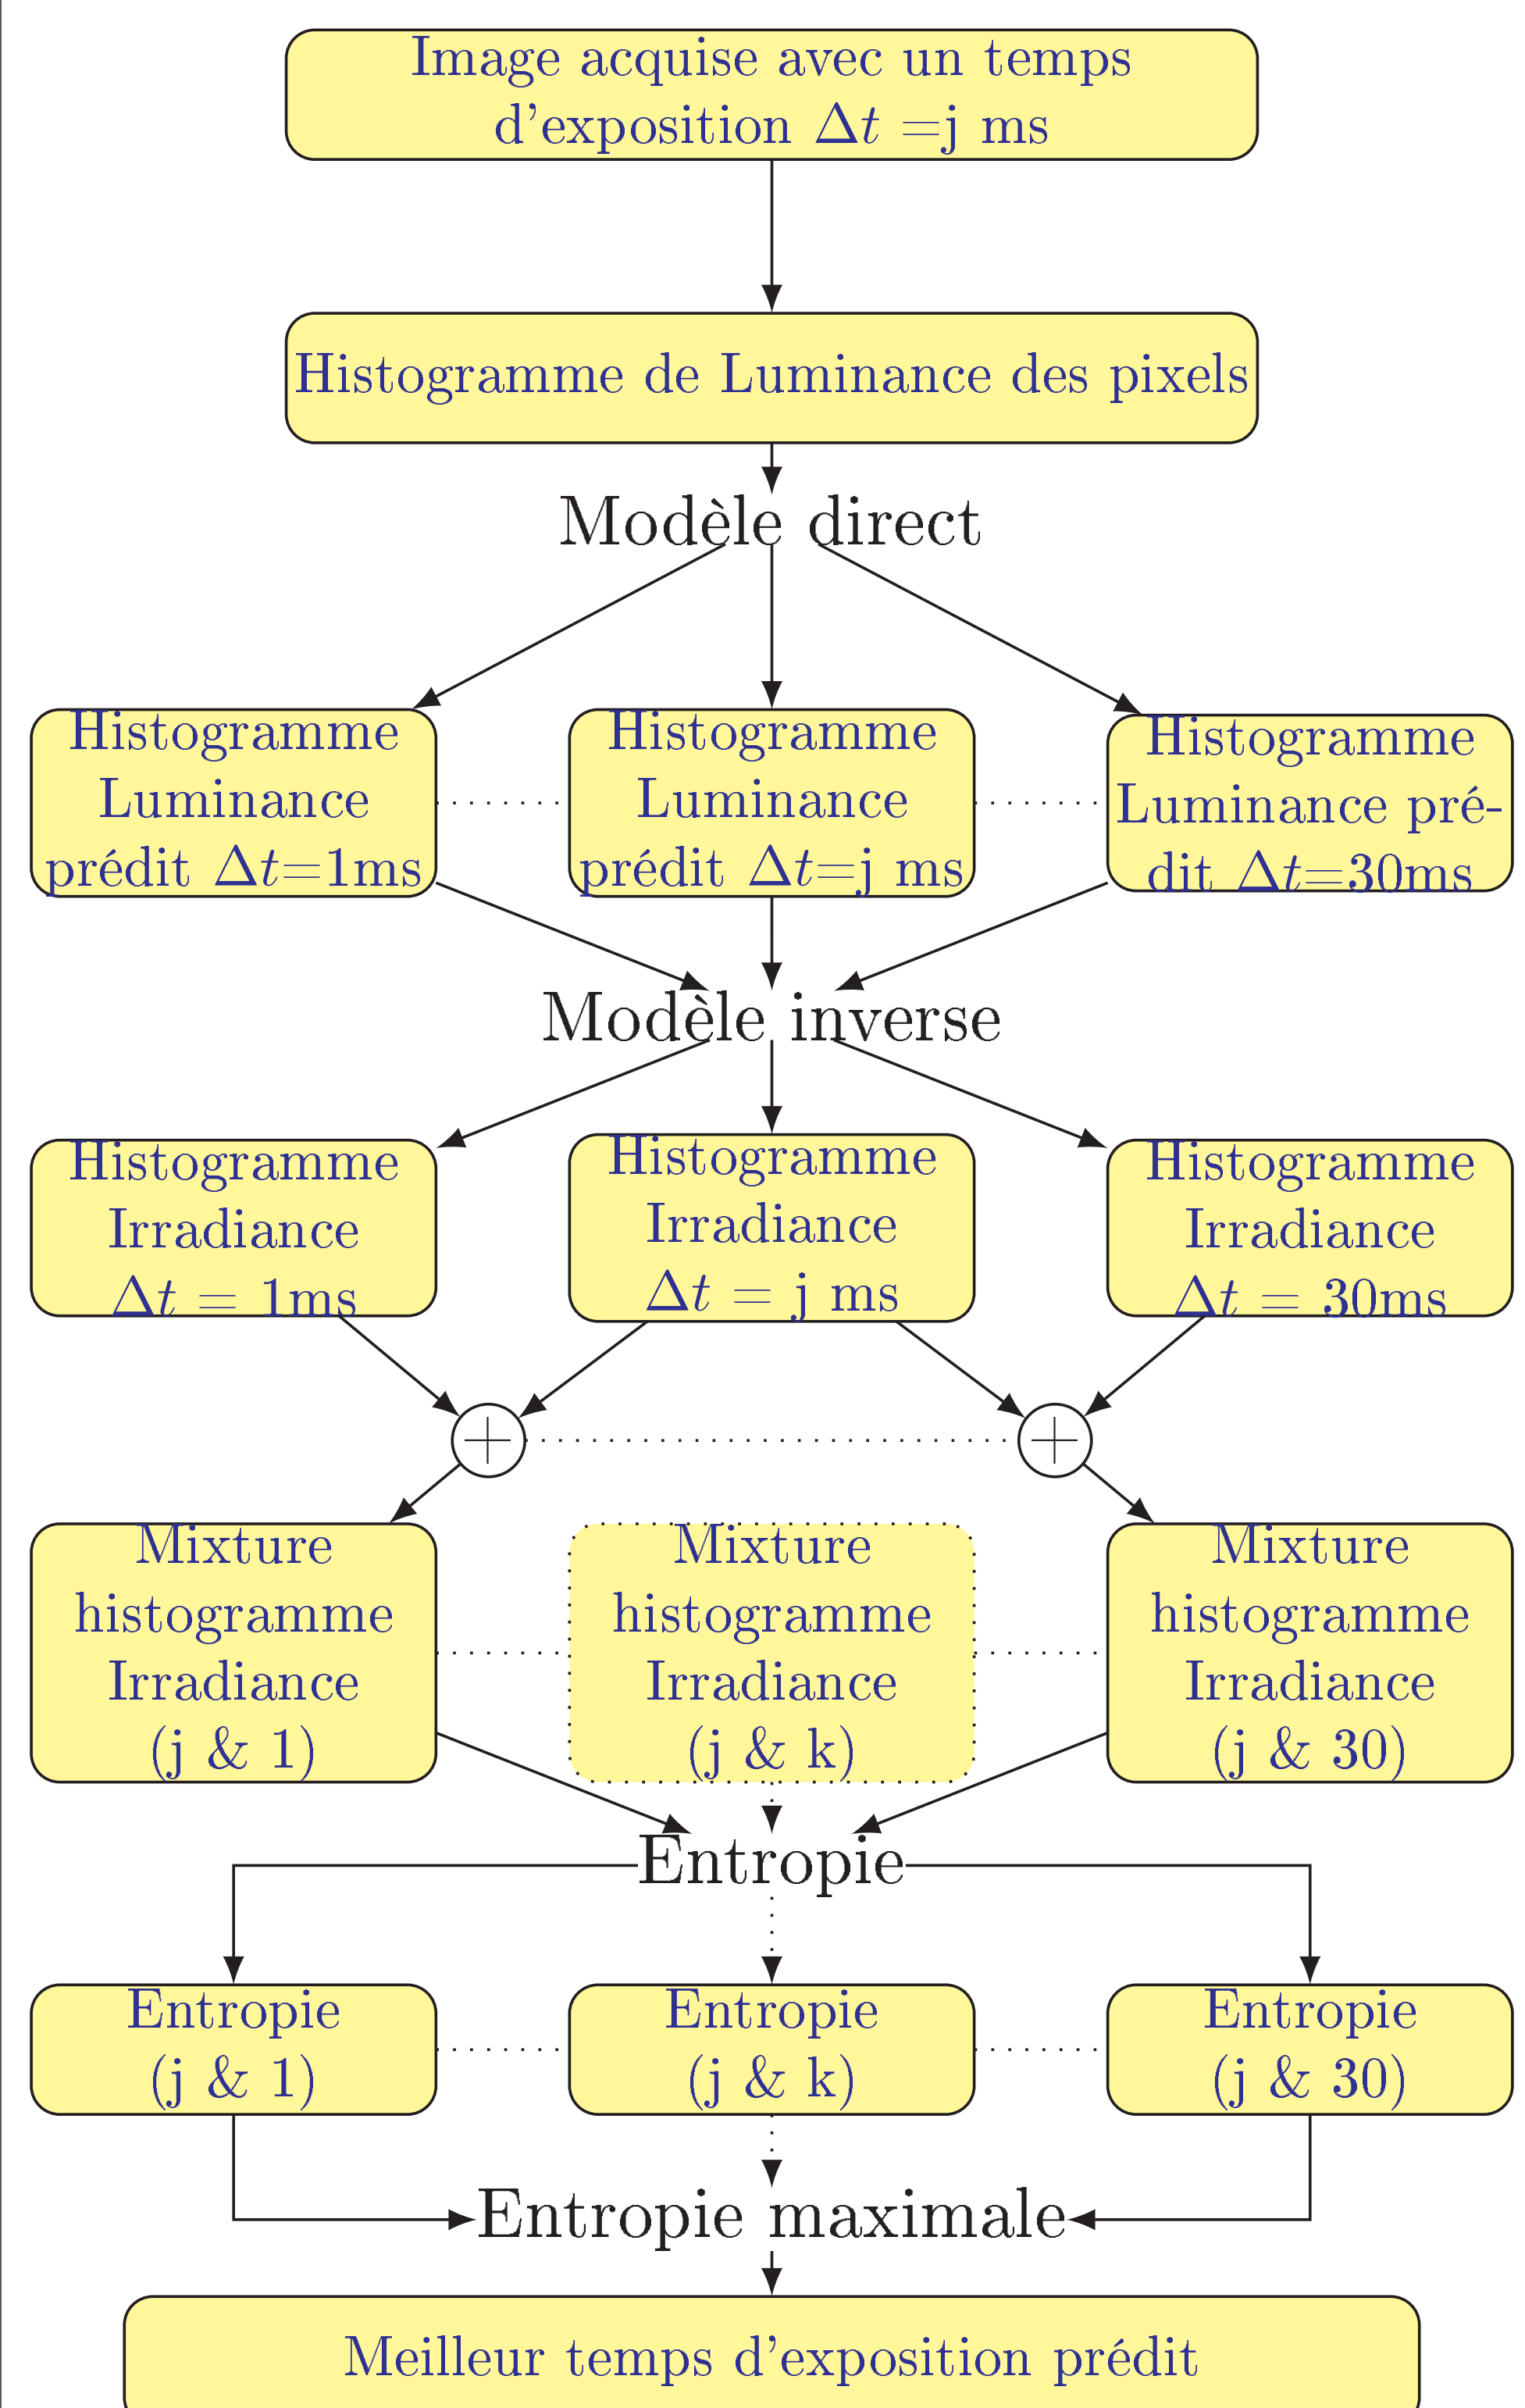 Image acquise avec un temps
d'exposition Δt =j ms
Histogramme de Luminance des pixels
Modèle direct
Histogramme
Luminance
prédit Δt=1ms
Histogramme
Luminance
prédit Δt=j ms
Histogramme
Luminance pré-
dit Δt=30ms
Modèle inverse
Histogramme
Irradiance
Δt = 1ms
Histogramme
Irradiance
Δt = j ms
Histogramme
Irradiance
Δt = 30ms
+
+
Mixture
histogramme
Irradiance
(j & 1)
Mixture
histogramme
Irradiance
(j & k)
Mixture
histogramme
Irradiance
(j & 30)
Entropie
Entropie
(j & 1)
Entropie
(j & k)
Entropie
(j & 30)
Entropie maximale
Meilleur temps d'exposition prédit